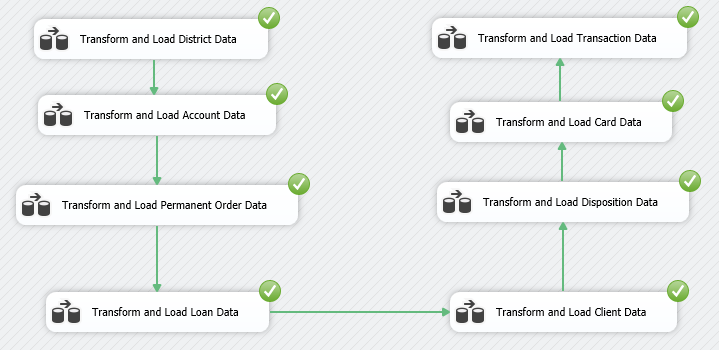 Transform and Load District Data
Transform and Load Account Data
Transform and Load Permanent Order Data
Transform and Load Loan Data
Transform and Load Client Data
Transform and Load Disposition Data
Transform and Load Card Data
Transform and Load Transaction Data